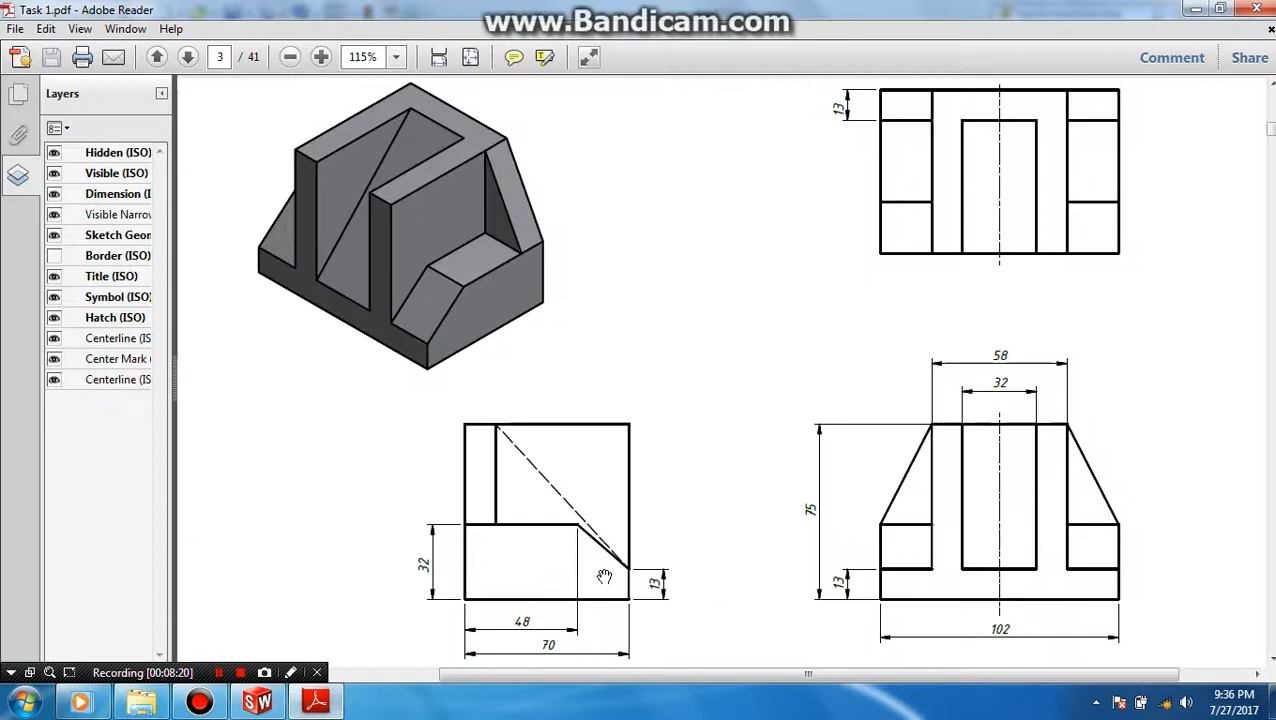 Task 1.pdf - Adobe Reader
www.Bandicam.com
File Edit View Window Help
3 / 41 115% Comment Share
Layers
Hidden (ISO)
Visible (ISO)
Dimension (I
Visible Narrov
Sketch Geon
Border (ISO)
Title (ISO)
Symbol (ISO)
Hatch (ISO)
Centerline (IS
Center Mark (
Centerline (IS
13
58
32
75
13
102
32
13
48
70
Recording [00:08:20]
9:36 PM
7/27/2017